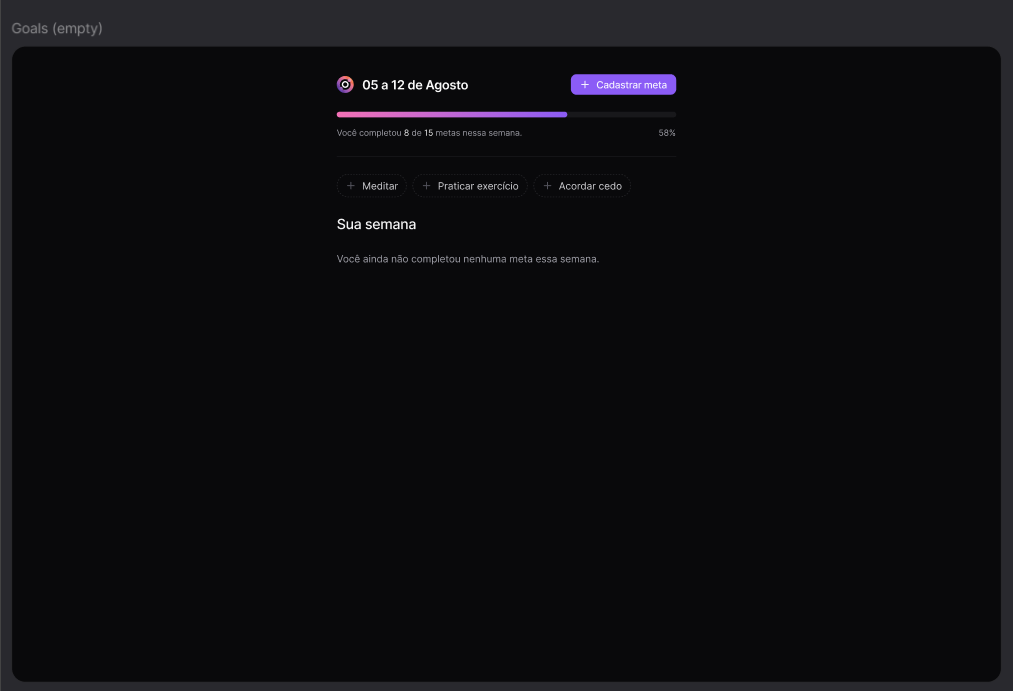 Goals (empty)
05 a 12 de Agosto
+ Cadastrar meta
Você completou 8 de 15 metas nessa semana.
58%
+ Meditar
+ Praticar exercício
+ Acordar cedo
Sua semana
Você ainda não completou nenhuma meta essa semana.